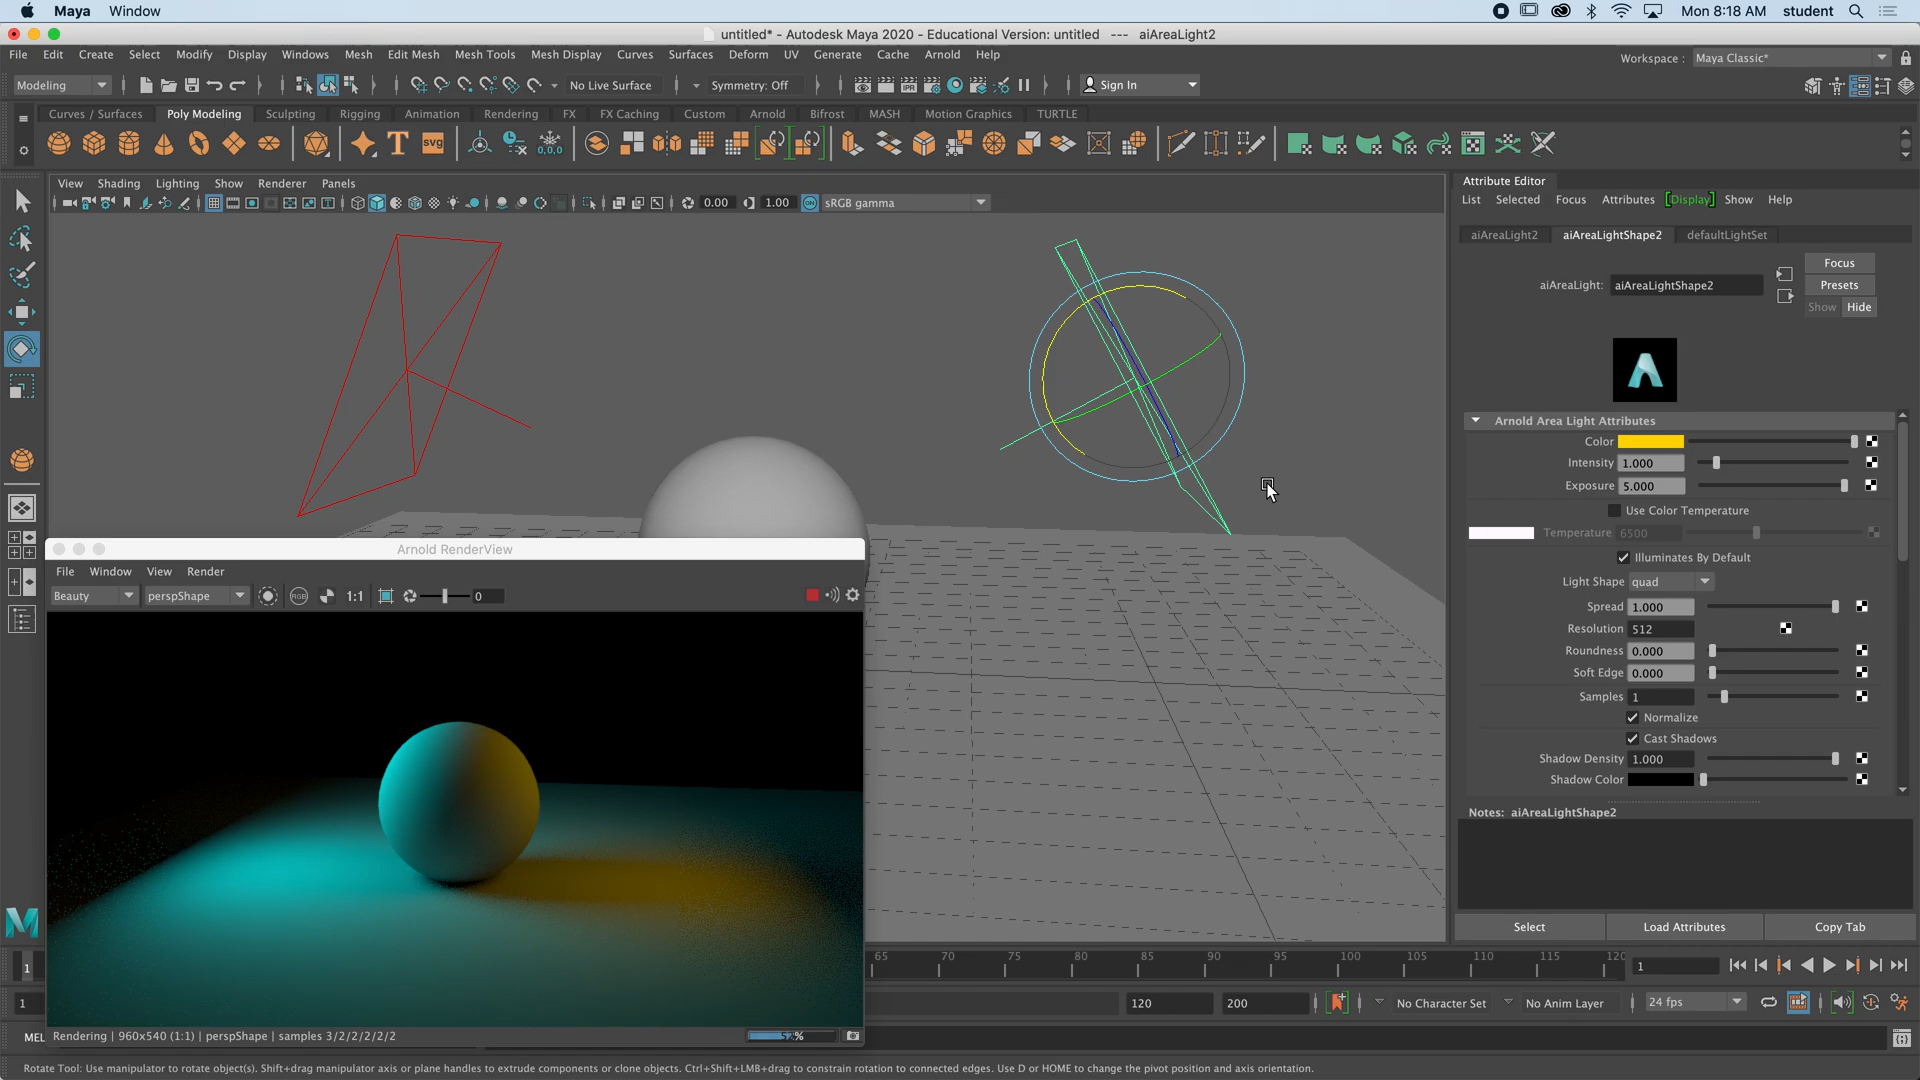 Maya Window Mon 8:18 AM student
untitled* - Autodesk Maya 2020 - Educational Version: untitled --- aiAreaLight2
File Edit Create Select Modify Display Windows Mesh Edit Mesh Mesh Tools Mesh Display Curves Surfaces Deform UV Generate Cache Arnold Help Workspace : Maya Classic*
Modeling No Live Surface Symmetry: Off Sign In
Curves / Surfaces Poly Modeling Sculpting Rigging Animation Rendering FX FX Caching Custom Arnold Bifrost MASH Motion Graphics TURTLE
T SVG 0,0,0
View Shading Lighting Show Renderer Panels
0.00 1.00 ON sRGB gamma
Attribute Editor
List Selected Focus Attributes [Display] Show Help
aiAreaLight2 aiAreaLightShape2 defaultLightSet
aiAreaLight: aiAreaLightShape2
Focus
Presets
Show Hide
Arnold Area Light Attributes
Color
Intensity 1.000
Exposure 5.000
Use Color Temperature
Temperature 6500
Illuminates By Default
Light Shape quad
Spread 1.000
Resolution 512
Roundness 0.000
Soft Edge 0.000
Samples 1
Normalize
Cast Shadows
Shadow Density 1.000
Shadow Color
Notes: aiAreaLightShape2
Select Load Attributes Copy Tab
Arnold RenderView
File Window View Render
Beauty perspShape RGB 1:1 0
Rendering | 960x540 (1:1) | perspShape | samples 3/2/2/2/2/2 52%
1 65 70 75 80 85 90 95 100 105 110 115 120 1
1 120 200 No Character Set No Anim Layer 24 fps
MEL
Rotate Tool: Use manipulator to rotate object(s). Shift+drag manipulator axis or plane handles to extrude components or clone objects. Ctrl+Shift+LMB+drag to constrain rotation to connected edges. Use D or HOME to change the pivot position and axis orientation.